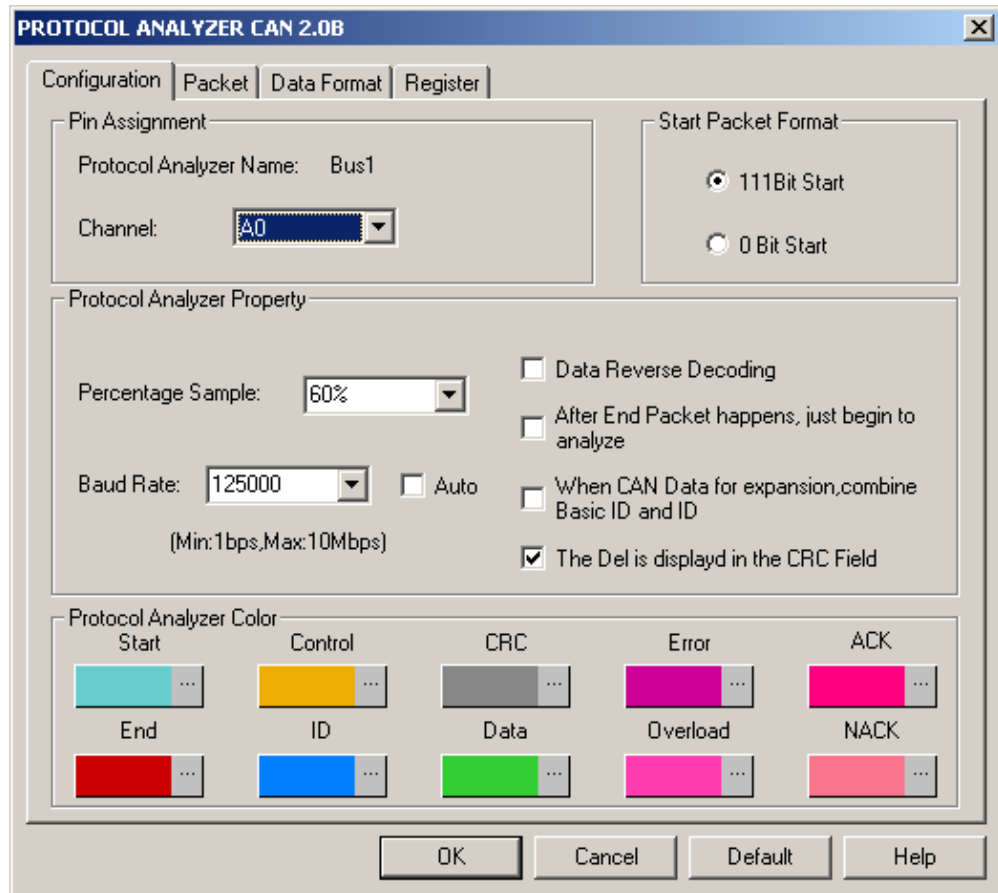 PROTOCOL ANALYZER CAN 2.0B
Configuration Packet Data Format Register
Pin Assignment
Protocol Analyzer Name: Bus1
Channel: A0
Start Packet Format
111Bit Start
0 Bit Start
Protocol Analyzer Property
Percentage Sample: 60%
Baud Rate: 125000 Auto
(Min:1bps,Max:10Mbps)
Data Reverse Decoding
After End Packet happens, just begin to
analyze
When CAN Data for expansion,combine
Basic ID and ID
The Del is displayd in the CRC Field
Protocol Analyzer Color
Start Control CRC Error ACK
... ... ... ... ...
End ID Data Overload NACK
... ... ... ... ...
OK Cancel Default Help